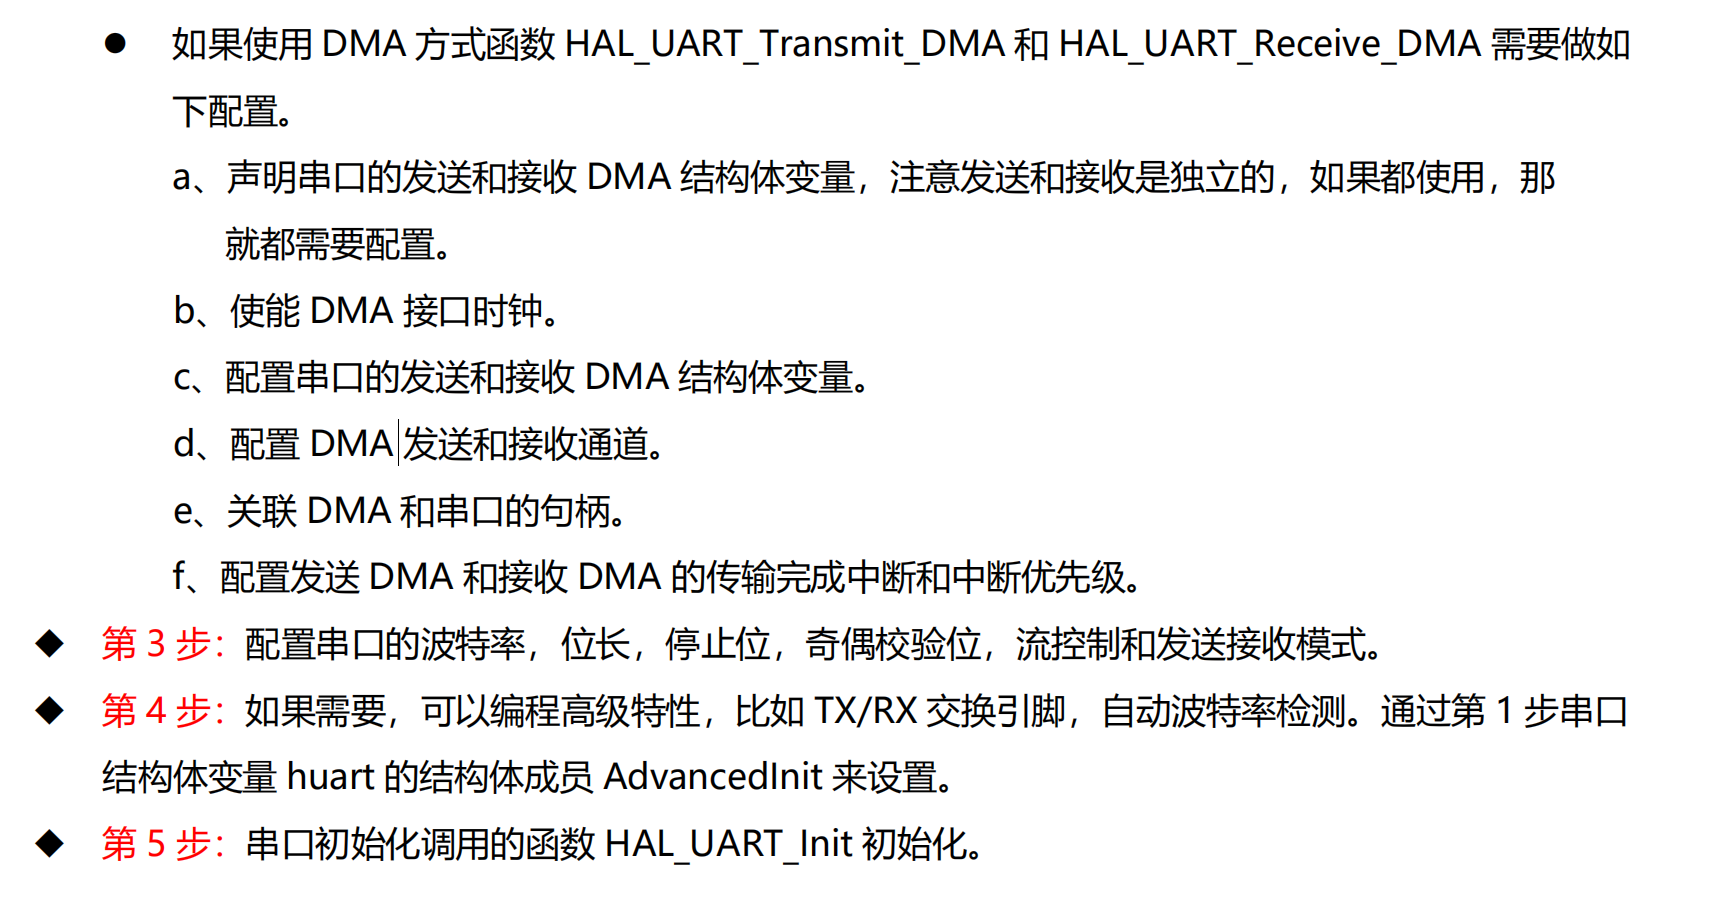 ● 如果使用 DMA 方式函数 HAL_UART_Transmit_DMA 和 HAL_UART_Receive_DMA 需要做如
下配置。
a、声明串口的发送和接收 DMA 结构体变量，注意发送和接收是独立的，如果都使用，那
就都需要配置。
b、使能 DMA 接口时钟。
c、配置串口的发送和接收 DMA 结构体变量。
d、配置 DMA 发送和接收通道。
e、关联 DMA 和串口的句柄。
f、配置发送 DMA 和接收 DMA 的传输完成中断和中断优先级。
◆ 第 3 步：配置串口的波特率，位长，停止位，奇偶校验位，流控制和发送接收模式。
◆ 第 4 步：如果需要，可以编程高级特性，比如 TX/RX 交换引脚，自动波特率检测。通过第 1 步串口
结构体变量 huart 的结构体成员 AdvancedInit 来设置。
◆ 第 5 步：串口初始化调用的函数 HAL_UART_Init 初始化。